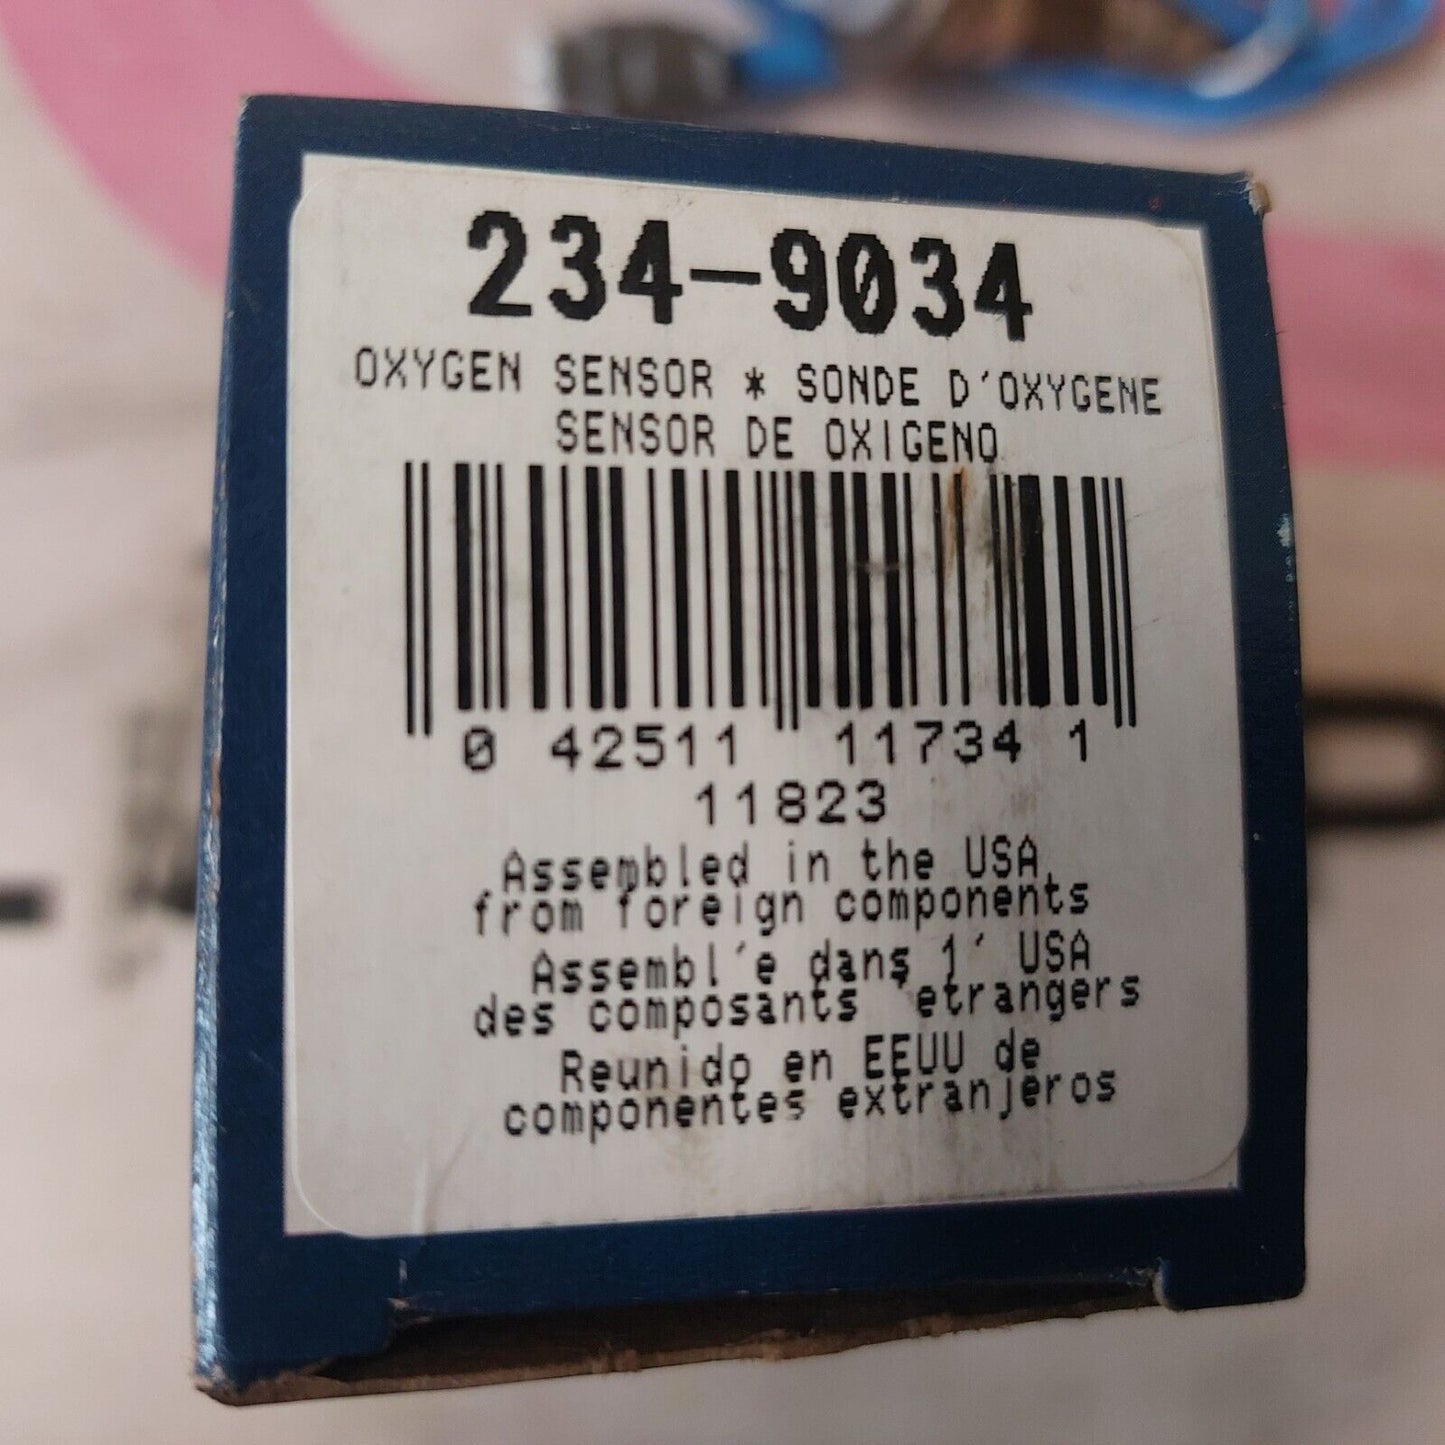 234-9034
OXYGEN SENSOR * SONDE D'OXYGENE
SENSOR DE OXIGENO
0 42511 11734 1
11823
Assembled in the USA
from foreign components
Assembl'e dans l' USA
des composants etrangers
Reunido en EEUU de
componentes extranjeros